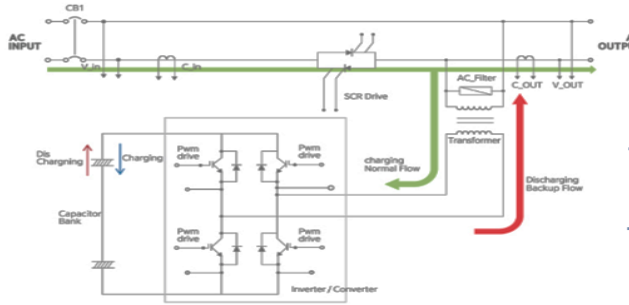 CB1
AC
INPUT
V_in
C_In
SCR Drive
AC_Filter
C_OUT
V_OUT
Transformer
Dis
Chargning
Charging
Pwm
drive
Pwm
drive
charging
Normal Flow
Discharging
Backup Flow
Capacitor
Bank
Pwm
drive
Pwm
drive
Inverter / Converter